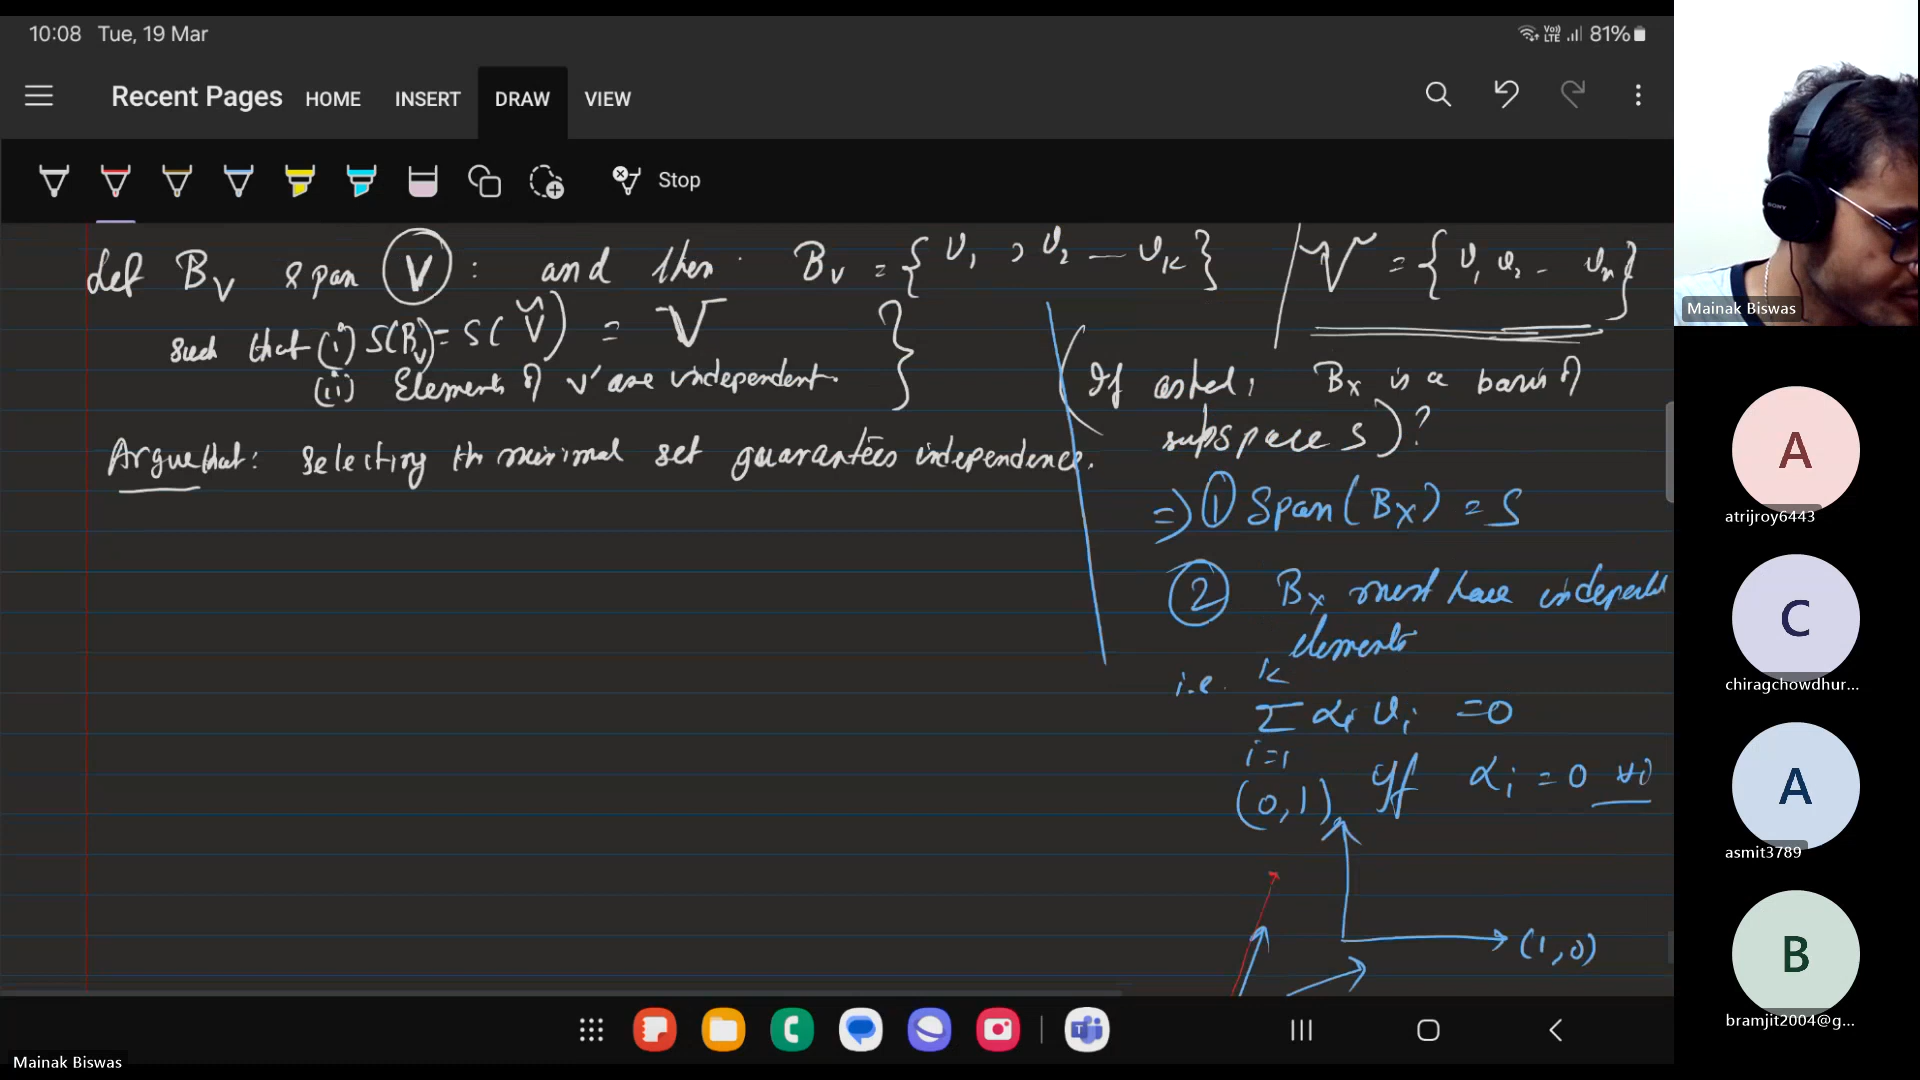 10:08 Tue, 19 Mar
81%
Recent Pages HOME INSERT DRAW VIEW
Stop
def B_V span V : and then B_V = { v_1 , v_2 — v_k } V = { v_1 v_2 - v_n }
such that (i) S(B_V) = S(V) = V
(ii) Elements of V' are independent.
Argue that: Selecting th minimal set guarantees independence.
(If asked, B_x is a basis of
subspace S)?
=> ① Span(B_x) = S
② B_x must have
elements
i.e. k
Σ α_i v_i = 0
i=1
iff α_i = 0 ∀i
(0,1)
(1,0)
Mainak Biswas
A
atrijroy6443
C
chiragchowdhur...
A
asmit3789
B
bramjit2004@g...
Mainak Biswas